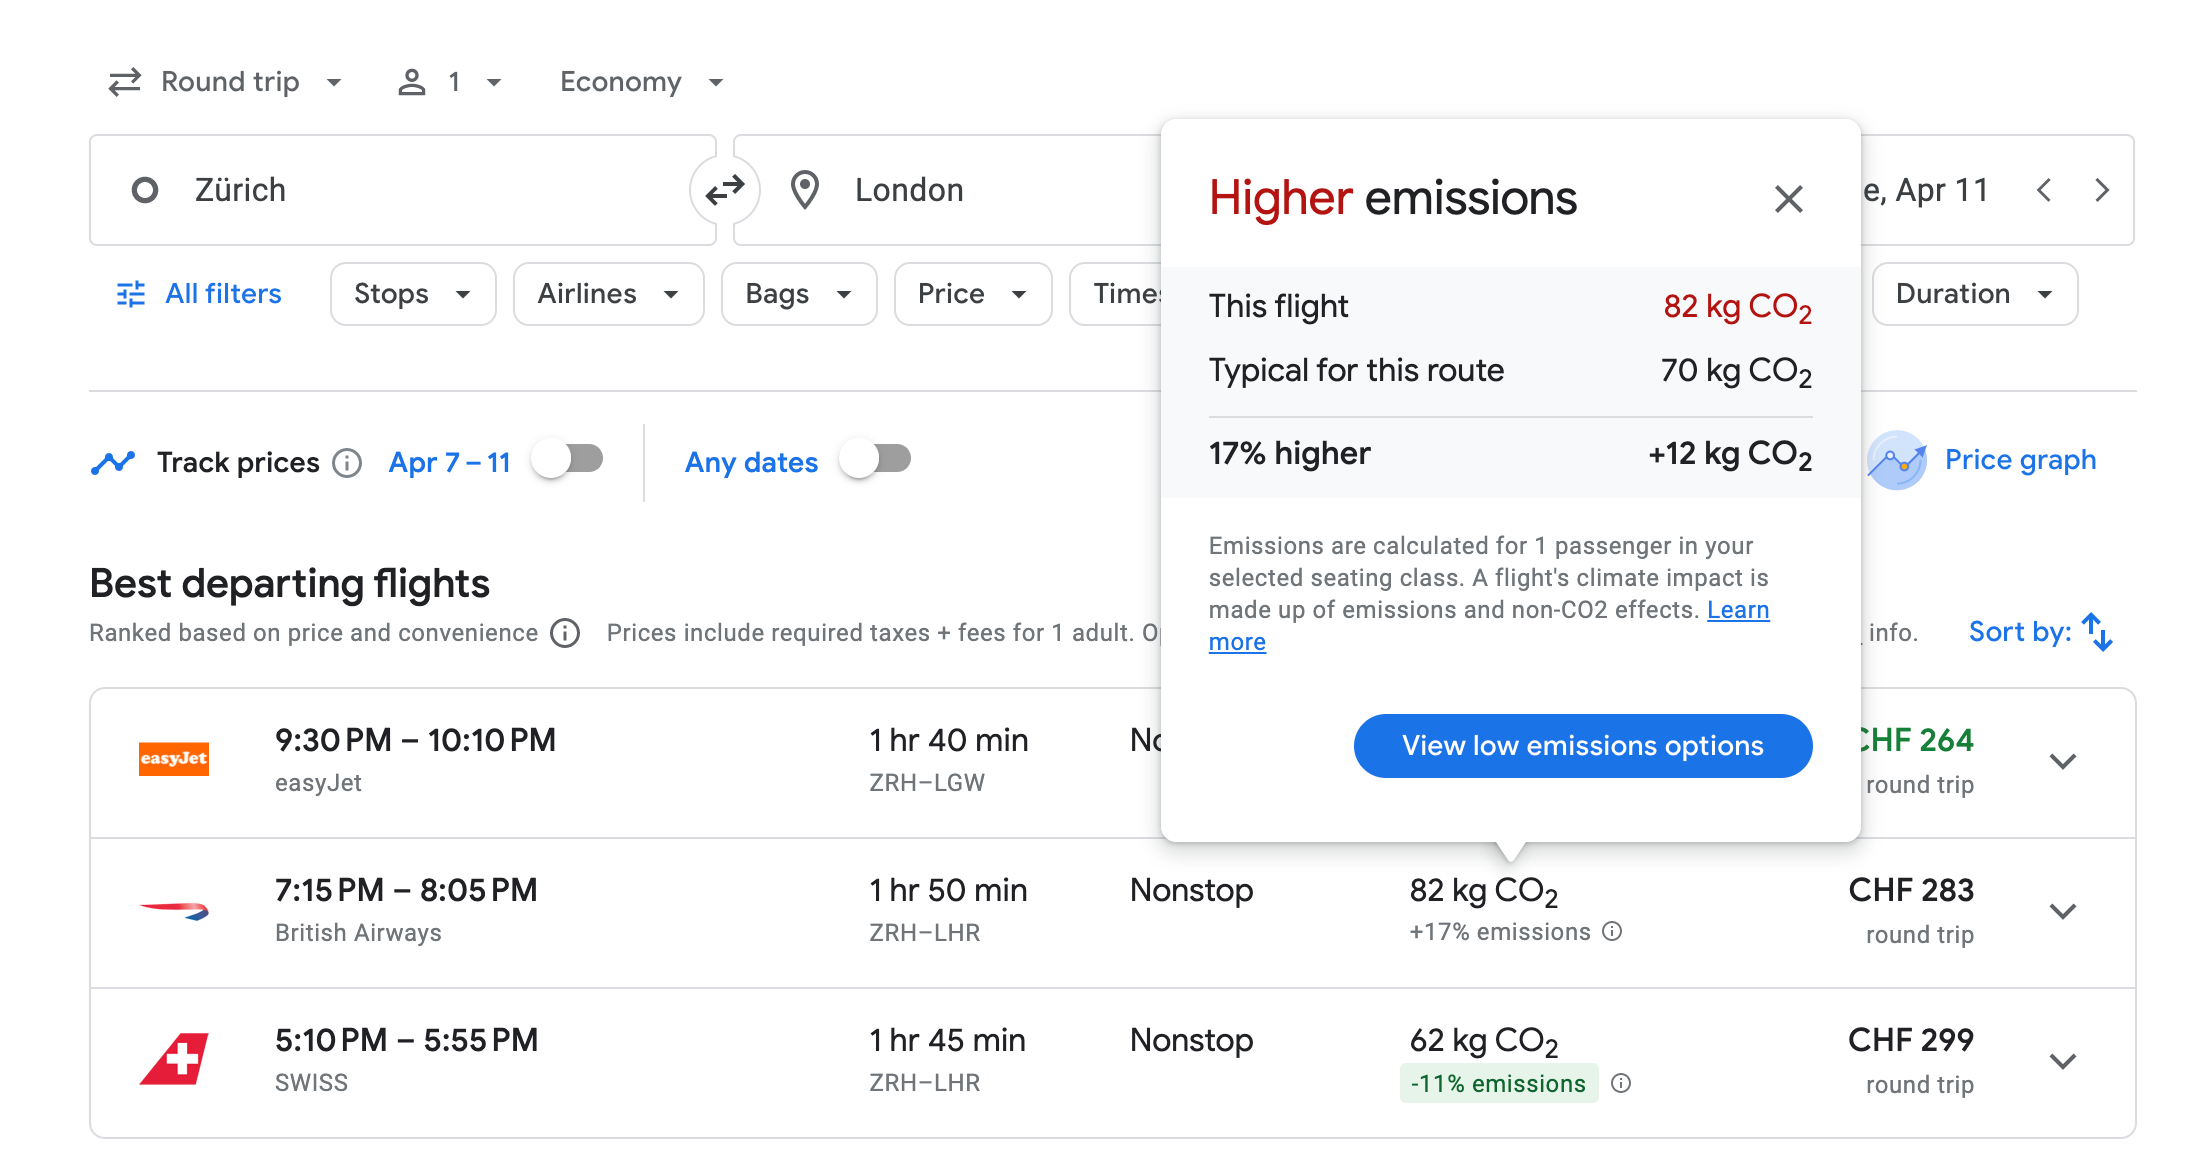 Round trip 1 Economy
Zürich London e, Apr 11
All filters Stops Airlines Bags Price Times Duration
Higher emissions
This flight 82 kg CO2
Typical for this route 70 kg CO2
17% higher +12 kg CO2
Emissions are calculated for 1 passenger in your
selected seating class. A flight's climate impact is
made up of emissions and non-CO2 effects. Learn
more
View low emissions options
Track prices Apr 7 – 11 Any dates Price graph
Best departing flights
Ranked based on price and convenience Prices include required taxes + fees for 1 adult. info. Sort by:
easyJet 9:30 PM – 10:10 PM 1 hr 40 min CHF 264
easyJet ZRH–LGW round trip
7:15 PM – 8:05 PM 1 hr 50 min Nonstop 82 kg CO2 CHF 283
British Airways ZRH–LHR +17% emissions round trip
5:10 PM – 5:55 PM 1 hr 45 min Nonstop 62 kg CO2 CHF 299
SWISS ZRH–LHR -11% emissions round trip